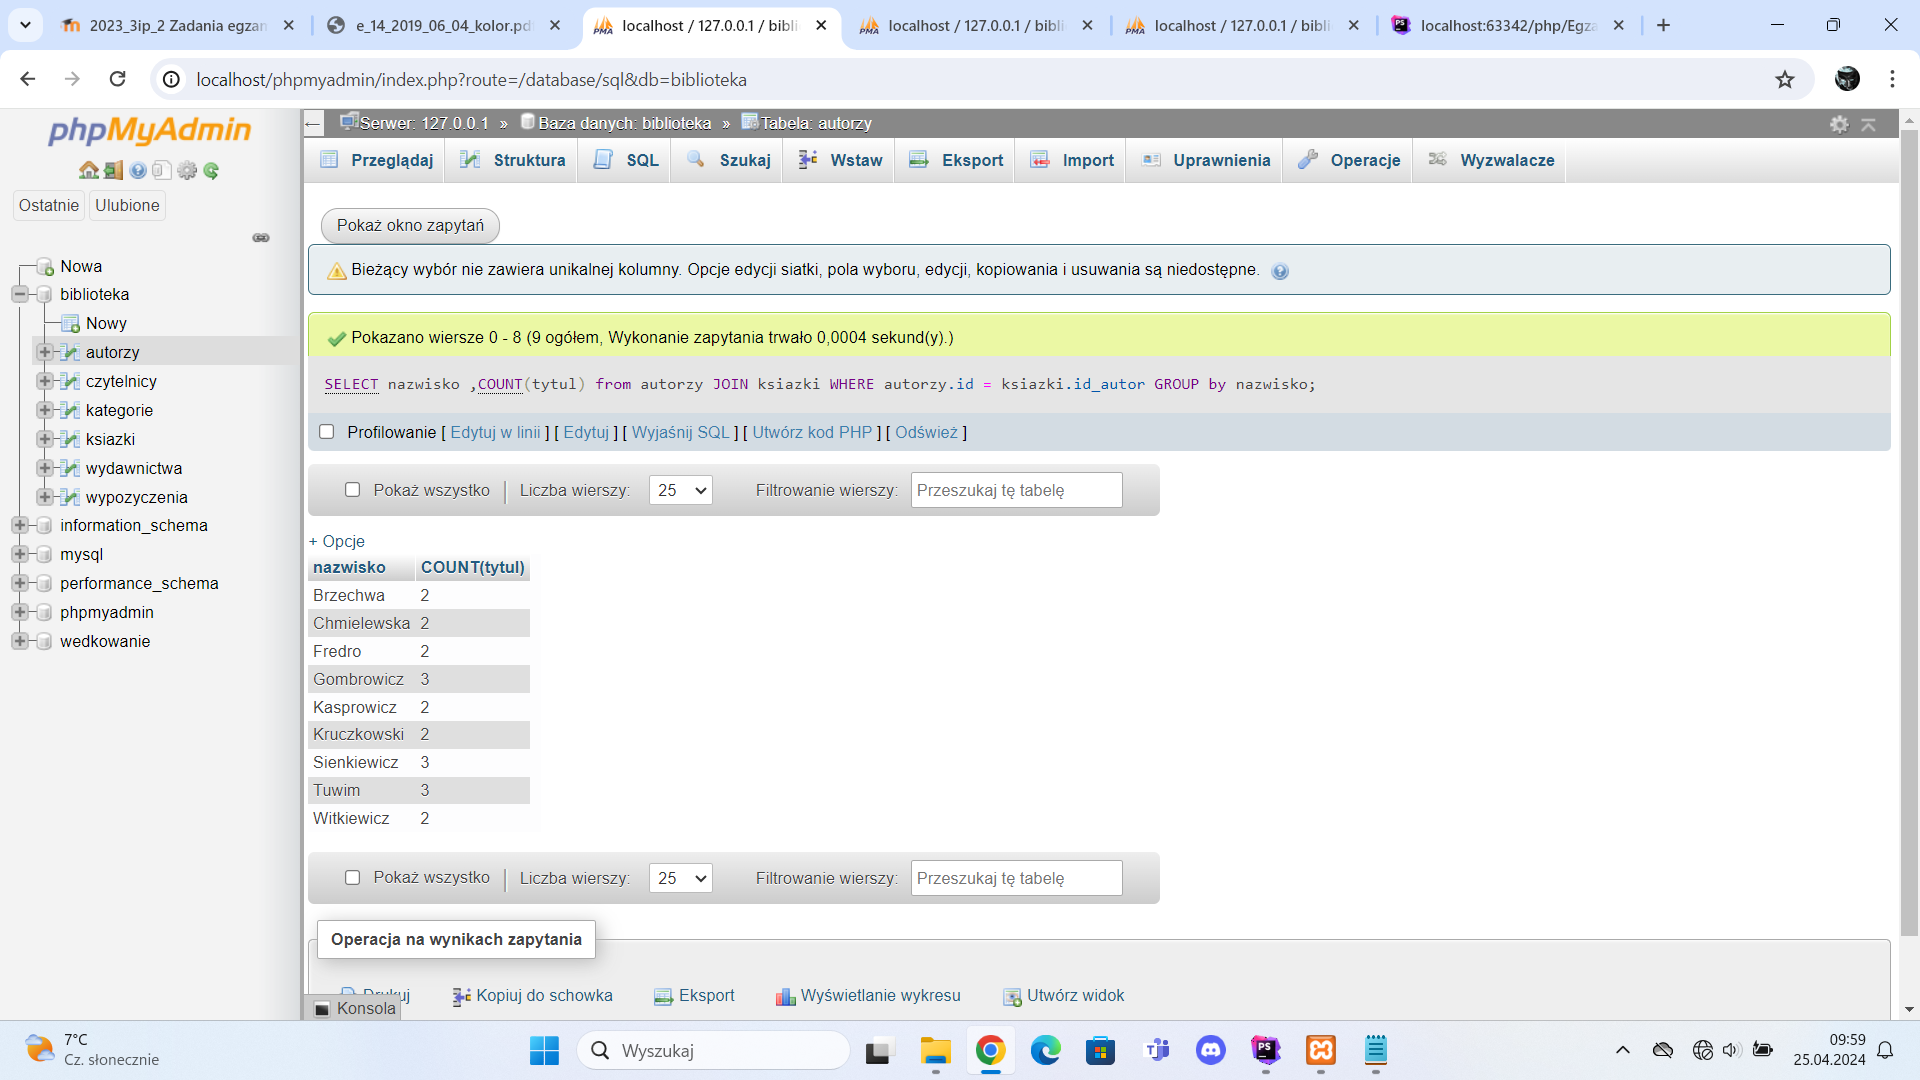 2023_3ip_2 Zadania egzan
e_14_2019_06_04_kolor.pd
localhost / 127.0.0.1 / bibli
localhost / 127.0.0.1 / bibli
localhost / 127.0.0.1 / bibli
localhost:63342/php/Egza
localhost/phpmyadmin/index.php?route=/database/sql&db=biblioteka
phpMyAdmin
Ostatnie
Ulubione
Nowa
biblioteka
Nowy
autorzy
czytelnicy
kategorie
ksiazki
wydawnictwa
wypozyczenia
information_schema
mysql
performance_schema
phpmyadmin
wedkowanie
Serwer: 127.0.0.1 » Baza danych: biblioteka » Tabela: autorzy
Przeglądaj Struktura SQL Szukaj Wstaw Eksport Import Uprawnienia Operacje Wyzwalacze
Pokaż okno zapytań
Bieżący wybór nie zawiera unikalnej kolumny. Opcje edycji siatki, pola wyboru, edycji, kopiowania i usuwania są niedostępne.
Pokazano wiersze 0 - 8 (9 ogółem, Wykonanie zapytania trwało 0,0004 sekund(y).)
SELECT nazwisko ,COUNT(tytul) from autorzy JOIN ksiazki WHERE autorzy.id = ksiazki.id_autor GROUP by nazwisko;
Profilowanie [ Edytuj w linii ] [ Edytuj ] [ Wyjaśnij SQL ] [ Utwórz kod PHP ] [ Odśwież ]
Pokaż wszystko | Liczba wierszy: 25 Filtrowanie wierszy: Przeszukaj tę tabelę
+ Opcje
nazwisko COUNT(tytul)
Brzechwa 2
Chmielewska 2
Fredro 2
Gombrowicz 3
Kasprowicz 2
Kruczkowski 2
Sienkiewicz 3
Tuwim 3
Witkiewicz 2
Pokaż wszystko | Liczba wierszy: 25 Filtrowanie wierszy: Przeszukaj tę tabelę
Operacja na wynikach zapytania
Drukuj Kopiuj do schowka Eksport Wyświetlanie wykresu Utwórz widok
Konsola
7°C
Cz. słonecznie
Wyszukaj
09:59
25.04.2024